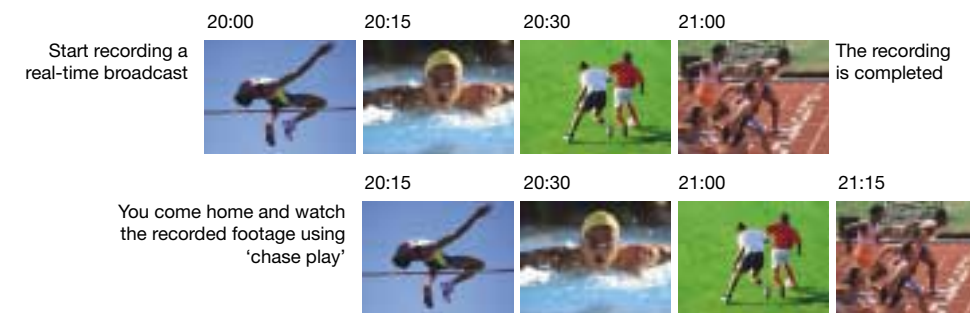 20:00 20:15 20:30 21:00
Start recording a
real-time broadcast
The recording
is completed
20:15 20:30 21:00 21:15
You come home and watch
the recorded footage using
‘chase play’